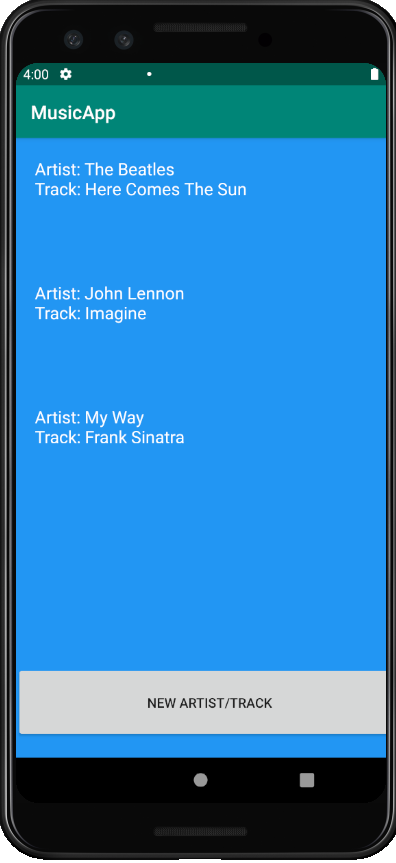 4:00
MusicApp
Artist: The Beatles
Track: Here Comes The Sun
Artist: John Lennon
Track: Imagine
Artist: My Way
Track: Frank Sinatra
NEW ARTIST/TRACK